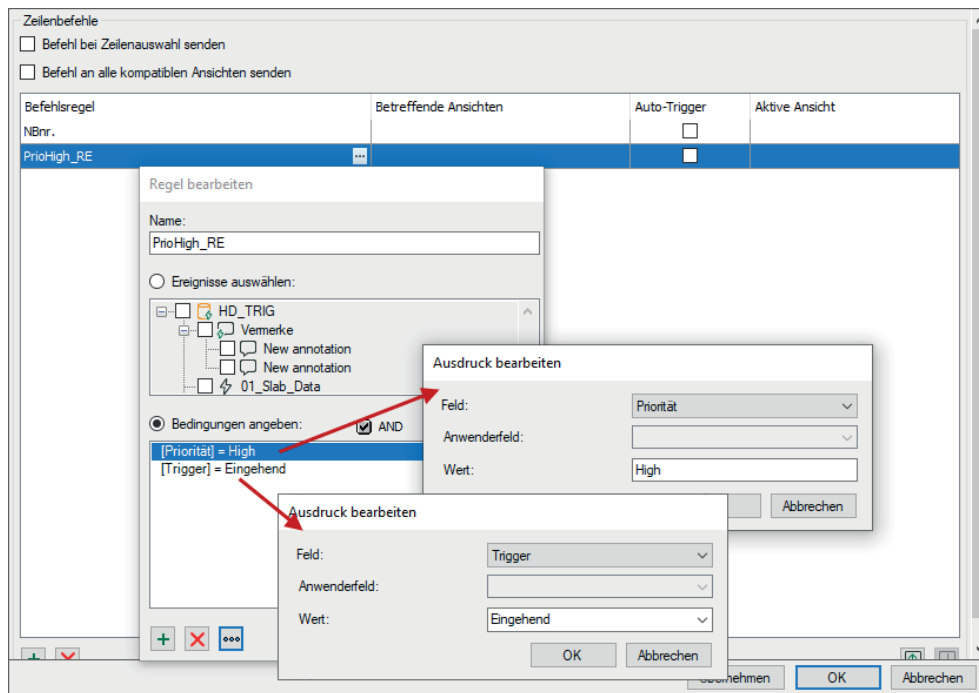 Zeilenbefehle
Befehl bei Zeilenauswahl senden
Befehl an alle kompatiblen Ansichten senden
Befehlsregel Betreffende Ansichten Auto-Trigger Aktive Ansicht
NBnr.
PrioHigh_RE
Regel bearbeiten
Name:
PrioHigh_RE
Ereignisse auswählen:
HD_TRIG
Vermerke
New annotation
New annotation
01_Slab_Data
Bedingungen angeben: AND
[Priorität] = High
[Trigger] = Eingehend
Ausdruck bearbeiten
Feld: Priorität
Anwenderfeld:
Wert: High
Abbrechen
Ausdruck bearbeiten
Feld: Trigger
Anwenderfeld:
Wert: Eingehend
OK Abbrechen
OK Abbrechen